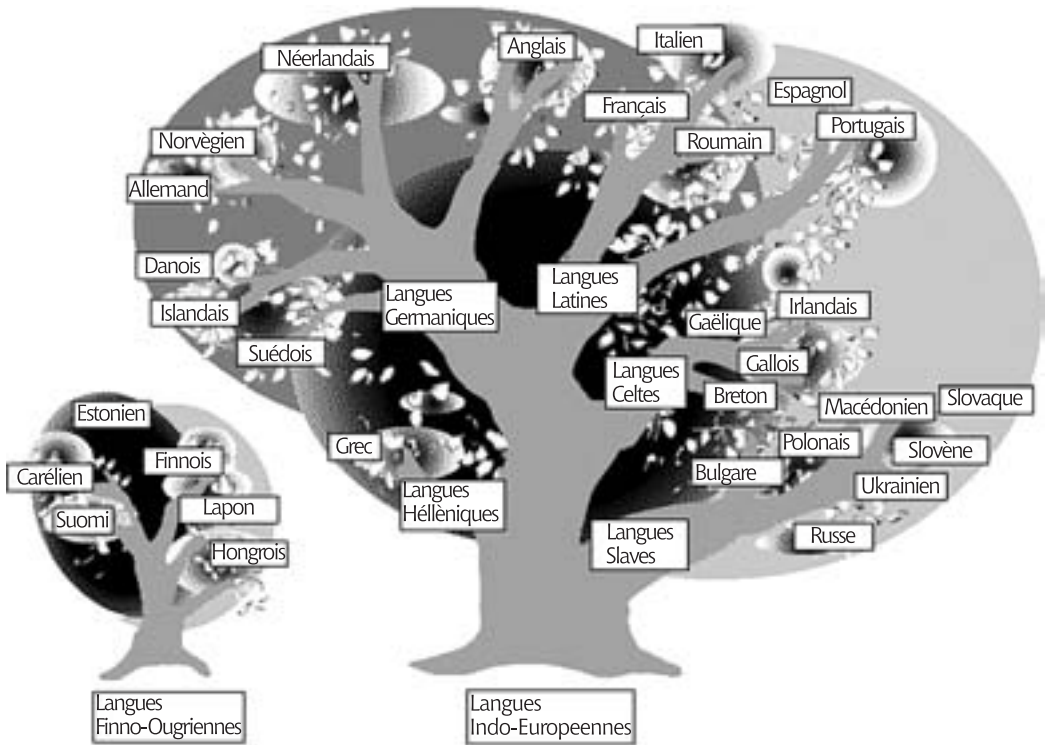 Néerlandais
Anglais
Italien
Français
Espagnol
Portugais
Norvègien
Roumain
Allemand
Danois
Islandais
Suédois
Langues
Germaniques
Langues
Latines
Irlandais
Gaëlique
Gallois
Langues
Celtes
Breton
Macédonien
Slovaque
Polonais
Slovène
Bulgare
Ukrainien
Russe
Langues
Slaves
Grec
Langues
Héllèniques
Estonien
Carélien
Finnois
Suomi
Lapon
Hongrois
Langues
Finno-Ougriennes
Langues
Indo-Europeennes